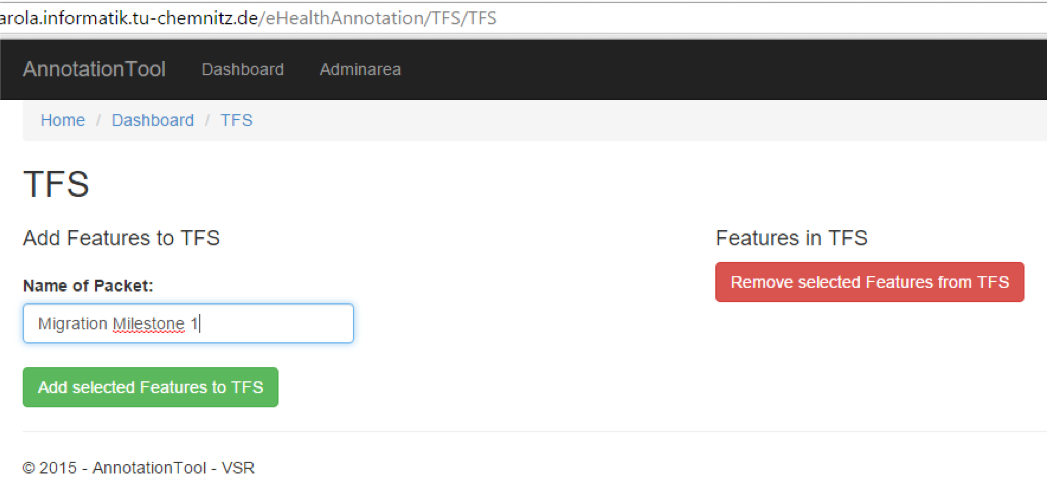 arola.informatik.tu-chemnitz.de/eHealthAnnotation/TFS/TFS
AnnotationTool Dashboard Adminarea
Home / Dashboard / TFS
TFS
Add Features to TFS
Name of Packet:
Migration Milestone 1
Add selected Features to TFS
Features in TFS
Remove selected Features from TFS
© 2015 - AnnotationTool - VSR